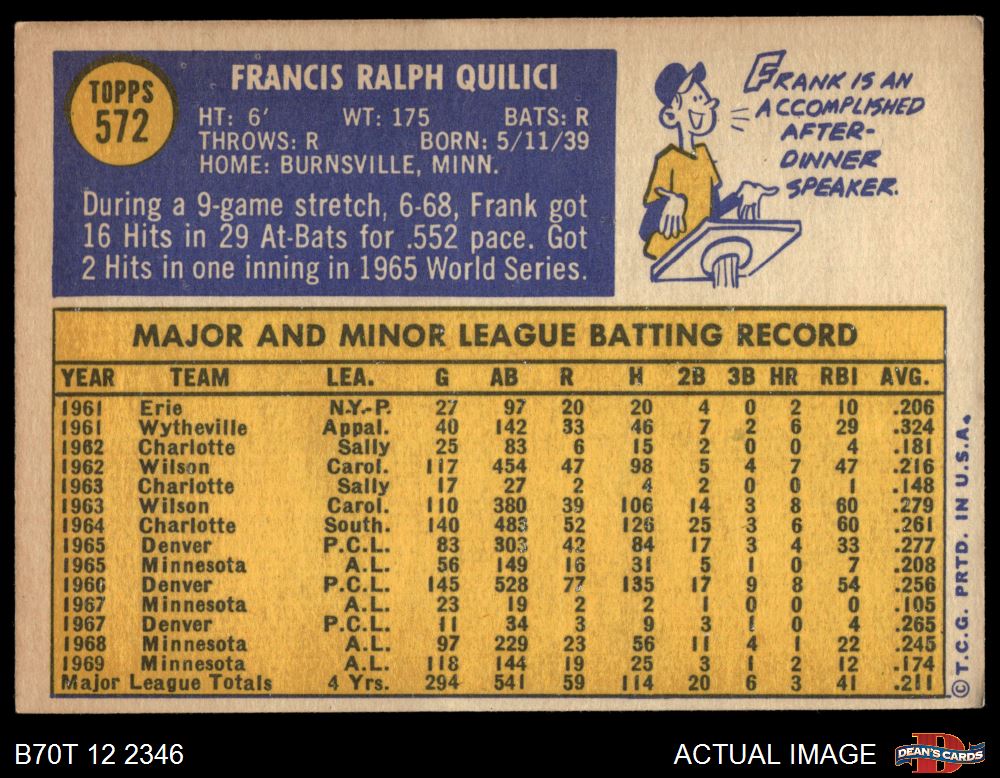 TOPPS
572
FRANCIS RALPH QUILICI
HT: 6' WT: 175 BATS: R
THROWS: R BORN: 5/11/39
HOME: BURNSVILLE, MINN.
During a 9-game stretch, 6-68, Frank got
16 Hits in 29 At-Bats for .552 pace. Got
2 Hits in one inning in 1965 World Series.
FRANK IS AN
ACCOMPLISHED
AFTER-
DINNER
SPEAKER.
MAJOR AND MINOR LEAGUE BATTING RECORD
YEAR TEAM LEA. G AB R H 2B 3B HR RBI AVG.
1961 Erie N.Y.-P. 27 97 20 20 4 0 2 10 .206
1961 Wytheville Appal. 40 142 33 46 7 2 6 29 .324
1962 Charlotte Sally 25 83 6 15 2 0 0 4 .181
1962 Wilson Carol. 117 454 47 98 5 4 7 47 .216
1963 Charlotte Sally 17 27 2 4 2 0 0 1 .148
1963 Wilson Carol. 110 380 39 106 14 3 8 60 .279
1964 Charlotte South. 140 483 52 126 25 3 6 60 .261
1965 Denver P.C.L. 83 303 42 84 17 3 4 33 .277
1965 Minnesota A.L. 56 149 16 31 5 1 0 7 .208
1966 Denver P.C.L. 145 528 77 135 17 9 8 54 .256
1967 Minnesota A.L. 23 19 2 2 1 0 0 0 .105
1967 Denver P.C.L. 11 34 3 9 3 1 0 4 .265
1968 Minnesota A.L. 97 229 23 56 11 4 1 22 .245
1969 Minnesota A.L. 118 144 19 25 3 1 2 12 .174
Major League Totals 4 Yrs. 294 541 59 114 20 6 3 41 .211
© T.C.G. PRTD. IN U.S.A.
B70T 12 2346
ACTUAL IMAGE
DEAN'S CARDS